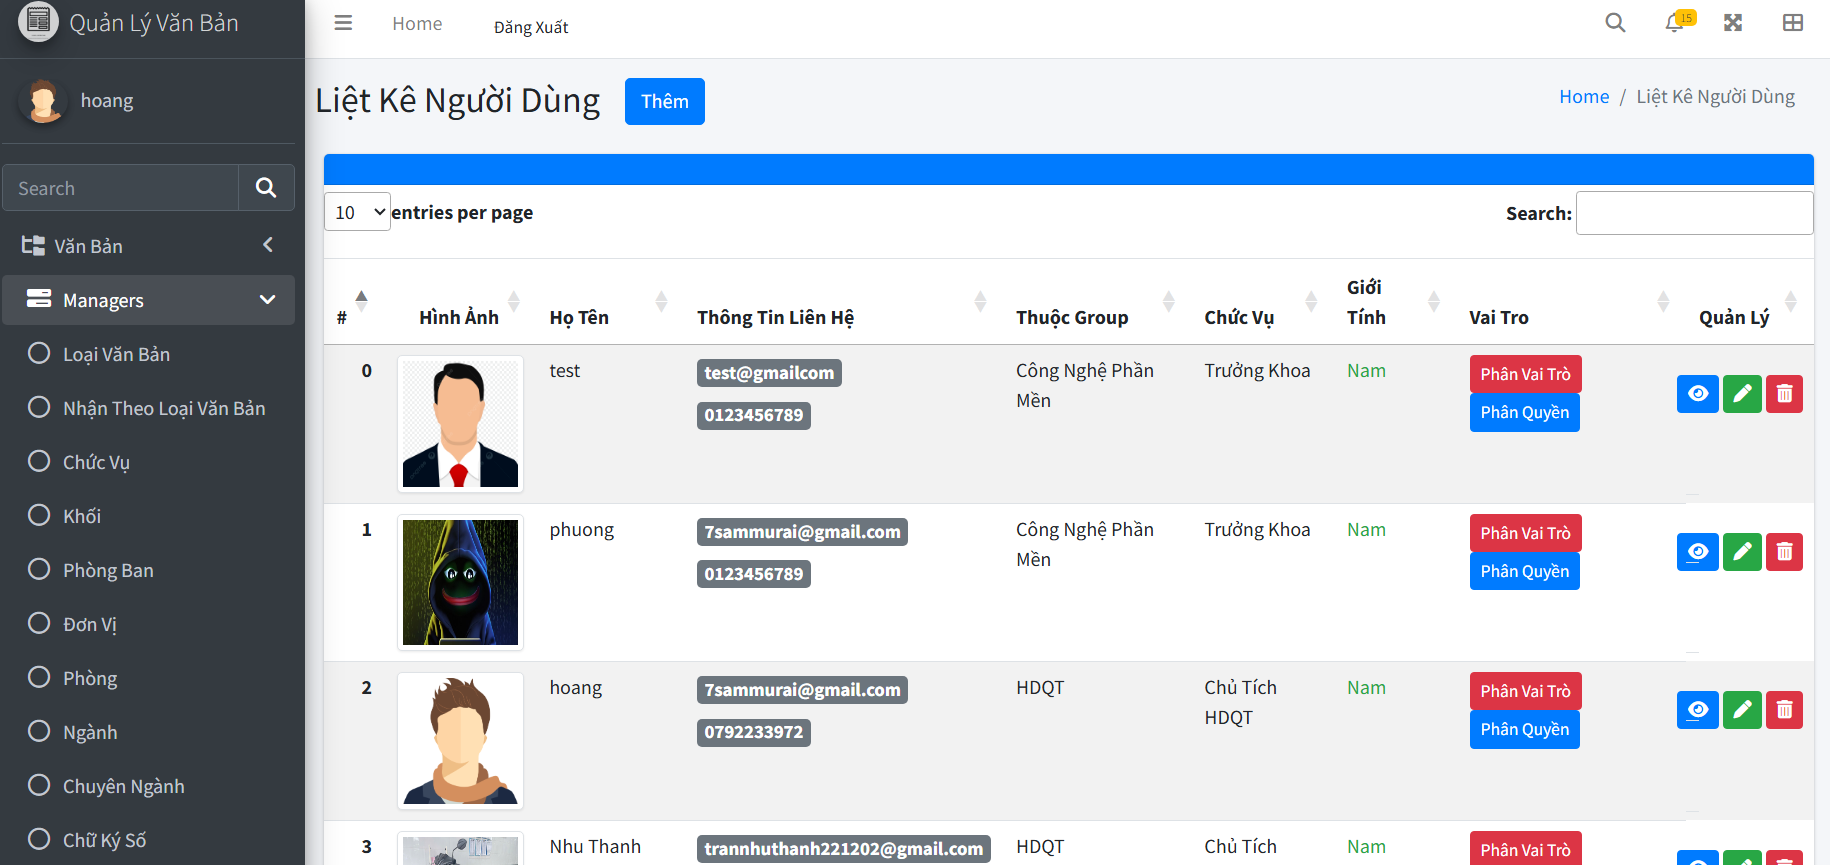 Quản Lý Văn Bản
Home
Đăng Xuất
15
hoang
Liệt Kê Người Dùng
Thêm
Home / Liệt Kê Người Dùng
Search
10 entries per page
Search:
Văn Bản
Managers
Loại Văn Bản
Nhận Theo Loại Văn Bản
Chức Vụ
Khối
Phòng Ban
Đơn Vị
Phòng
Ngành
Chuyên Ngành
Chữ Ký Số
# Hình Ảnh Họ Tên Thông Tin Liên Hệ Thuộc Group Chức Vụ Giới Tính Vai Tro Quản Lý
0 test test@gmailcom Công Nghệ Phần Trưởng Khoa Nam Phân Vai Trò
0123456789 Mền Phân Quyền
1 phuong 7sammurai@gmail.com Công Nghệ Phần Trưởng Khoa Nam Phân Vai Trò
0123456789 Mền Phân Quyền
2 hoang 7sammurai@gmail.com HDQT Chủ Tích Nam Phân Vai Trò
0792233972 HDQT Phân Quyền
3 Nhu Thanh trannhuthanh221202@gmail.com HDQT Chủ Tích Nam Phân Vai Trò